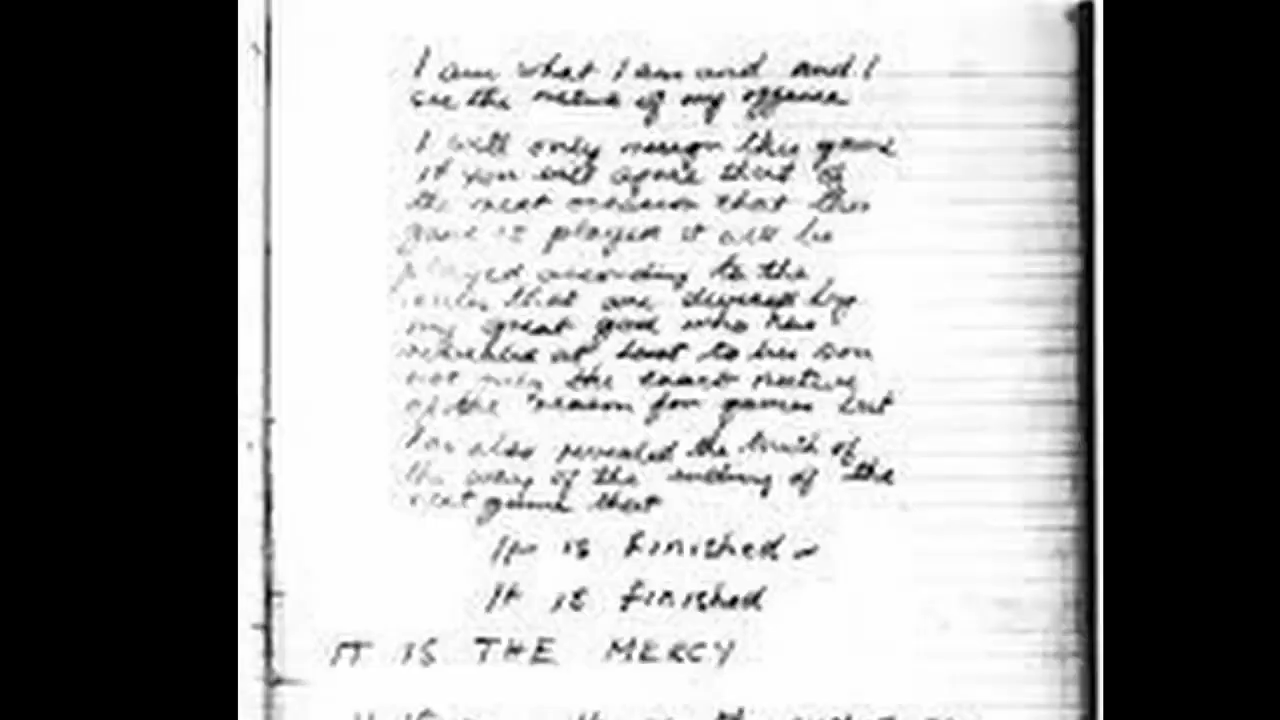 I am what I am and and I
see the nature of my offence
I will only resign this game
if you will agree that if
the next occasion that this
game is played it will be
played according to the
rules that are devised by
my great god who has
revealed at last to his son
not only the exact nature
of the reason for games but
has also revealed the truth of
the way of the ending of the
next game that
It is finished -
It is finished
IT IS THE MERCY